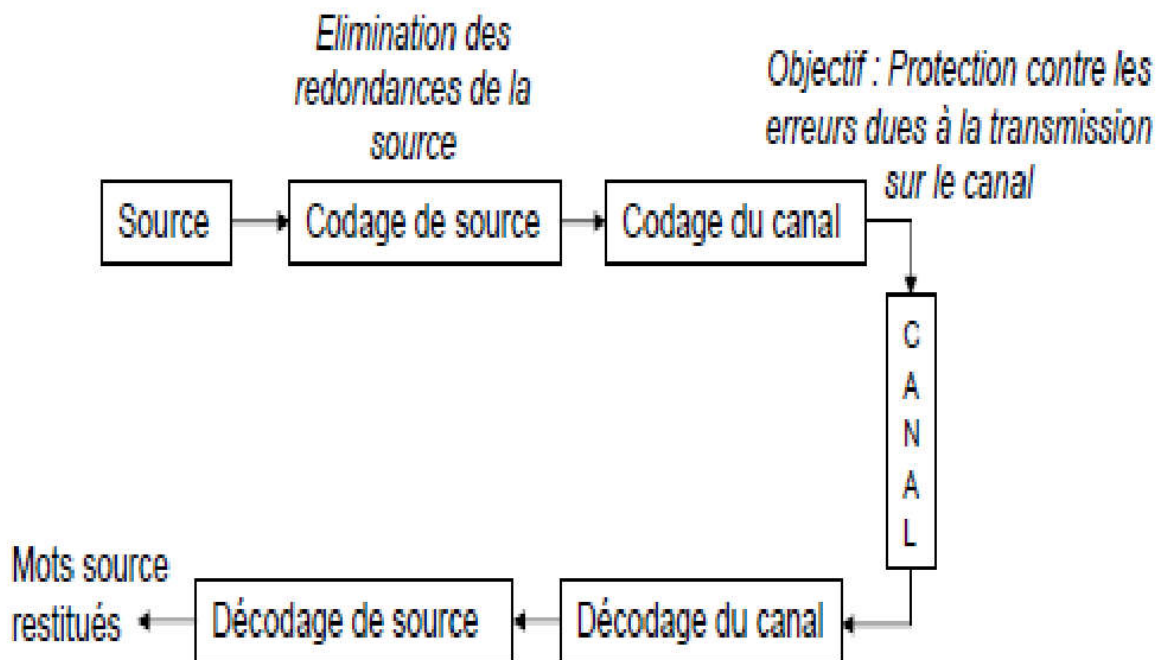 Elimination des
redondances de la
source
Objectif : Protection contre les
erreurs dues à la transmission
sur le canal
Source
Codage de source
Codage du canal
C
A
N
A
L
Mots source
restitués
Décodage de source
Décodage du canal